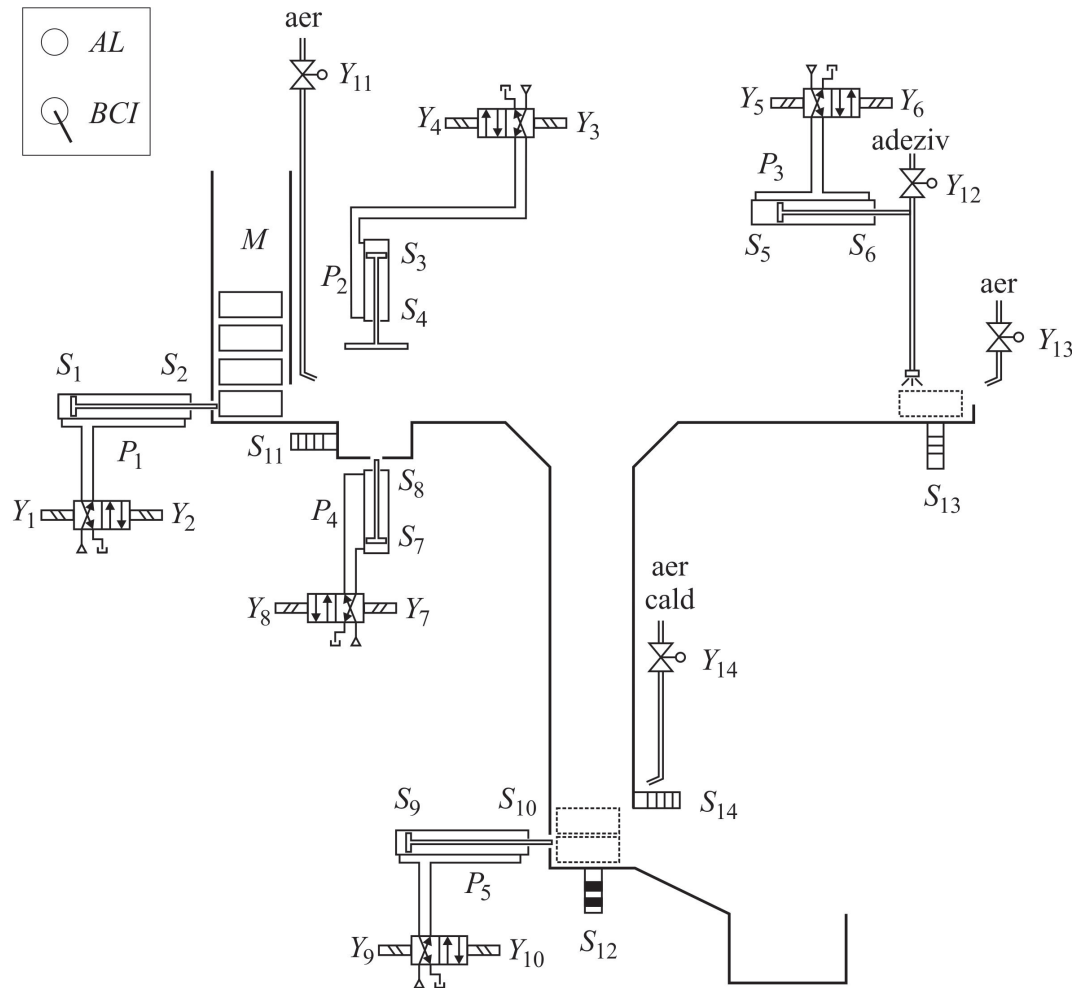 AL
BCI
aer
Y11
Y4
Y3
Y5
Y6
adeziv
P3
Y12
M
S3
S5
S6
P2
S4
aer
Y13
S1
S2
P1
S11
S8
S13
Y1
Y2
P4
S7
aer
cald
Y8
Y7
Y14
S9
S10
S14
P5
Y9
Y10
S12